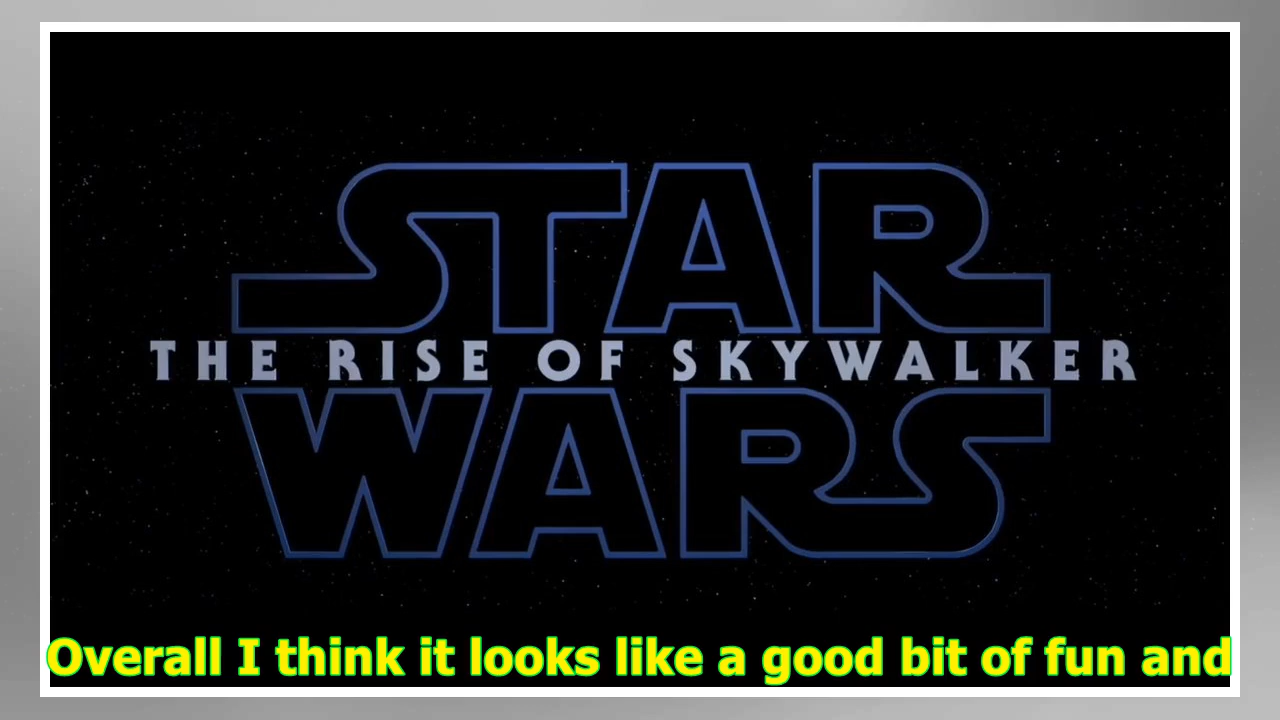 STAR
THE RISE OF SKYWALKER
WARS
Overall I think it looks like a good bit of fun and